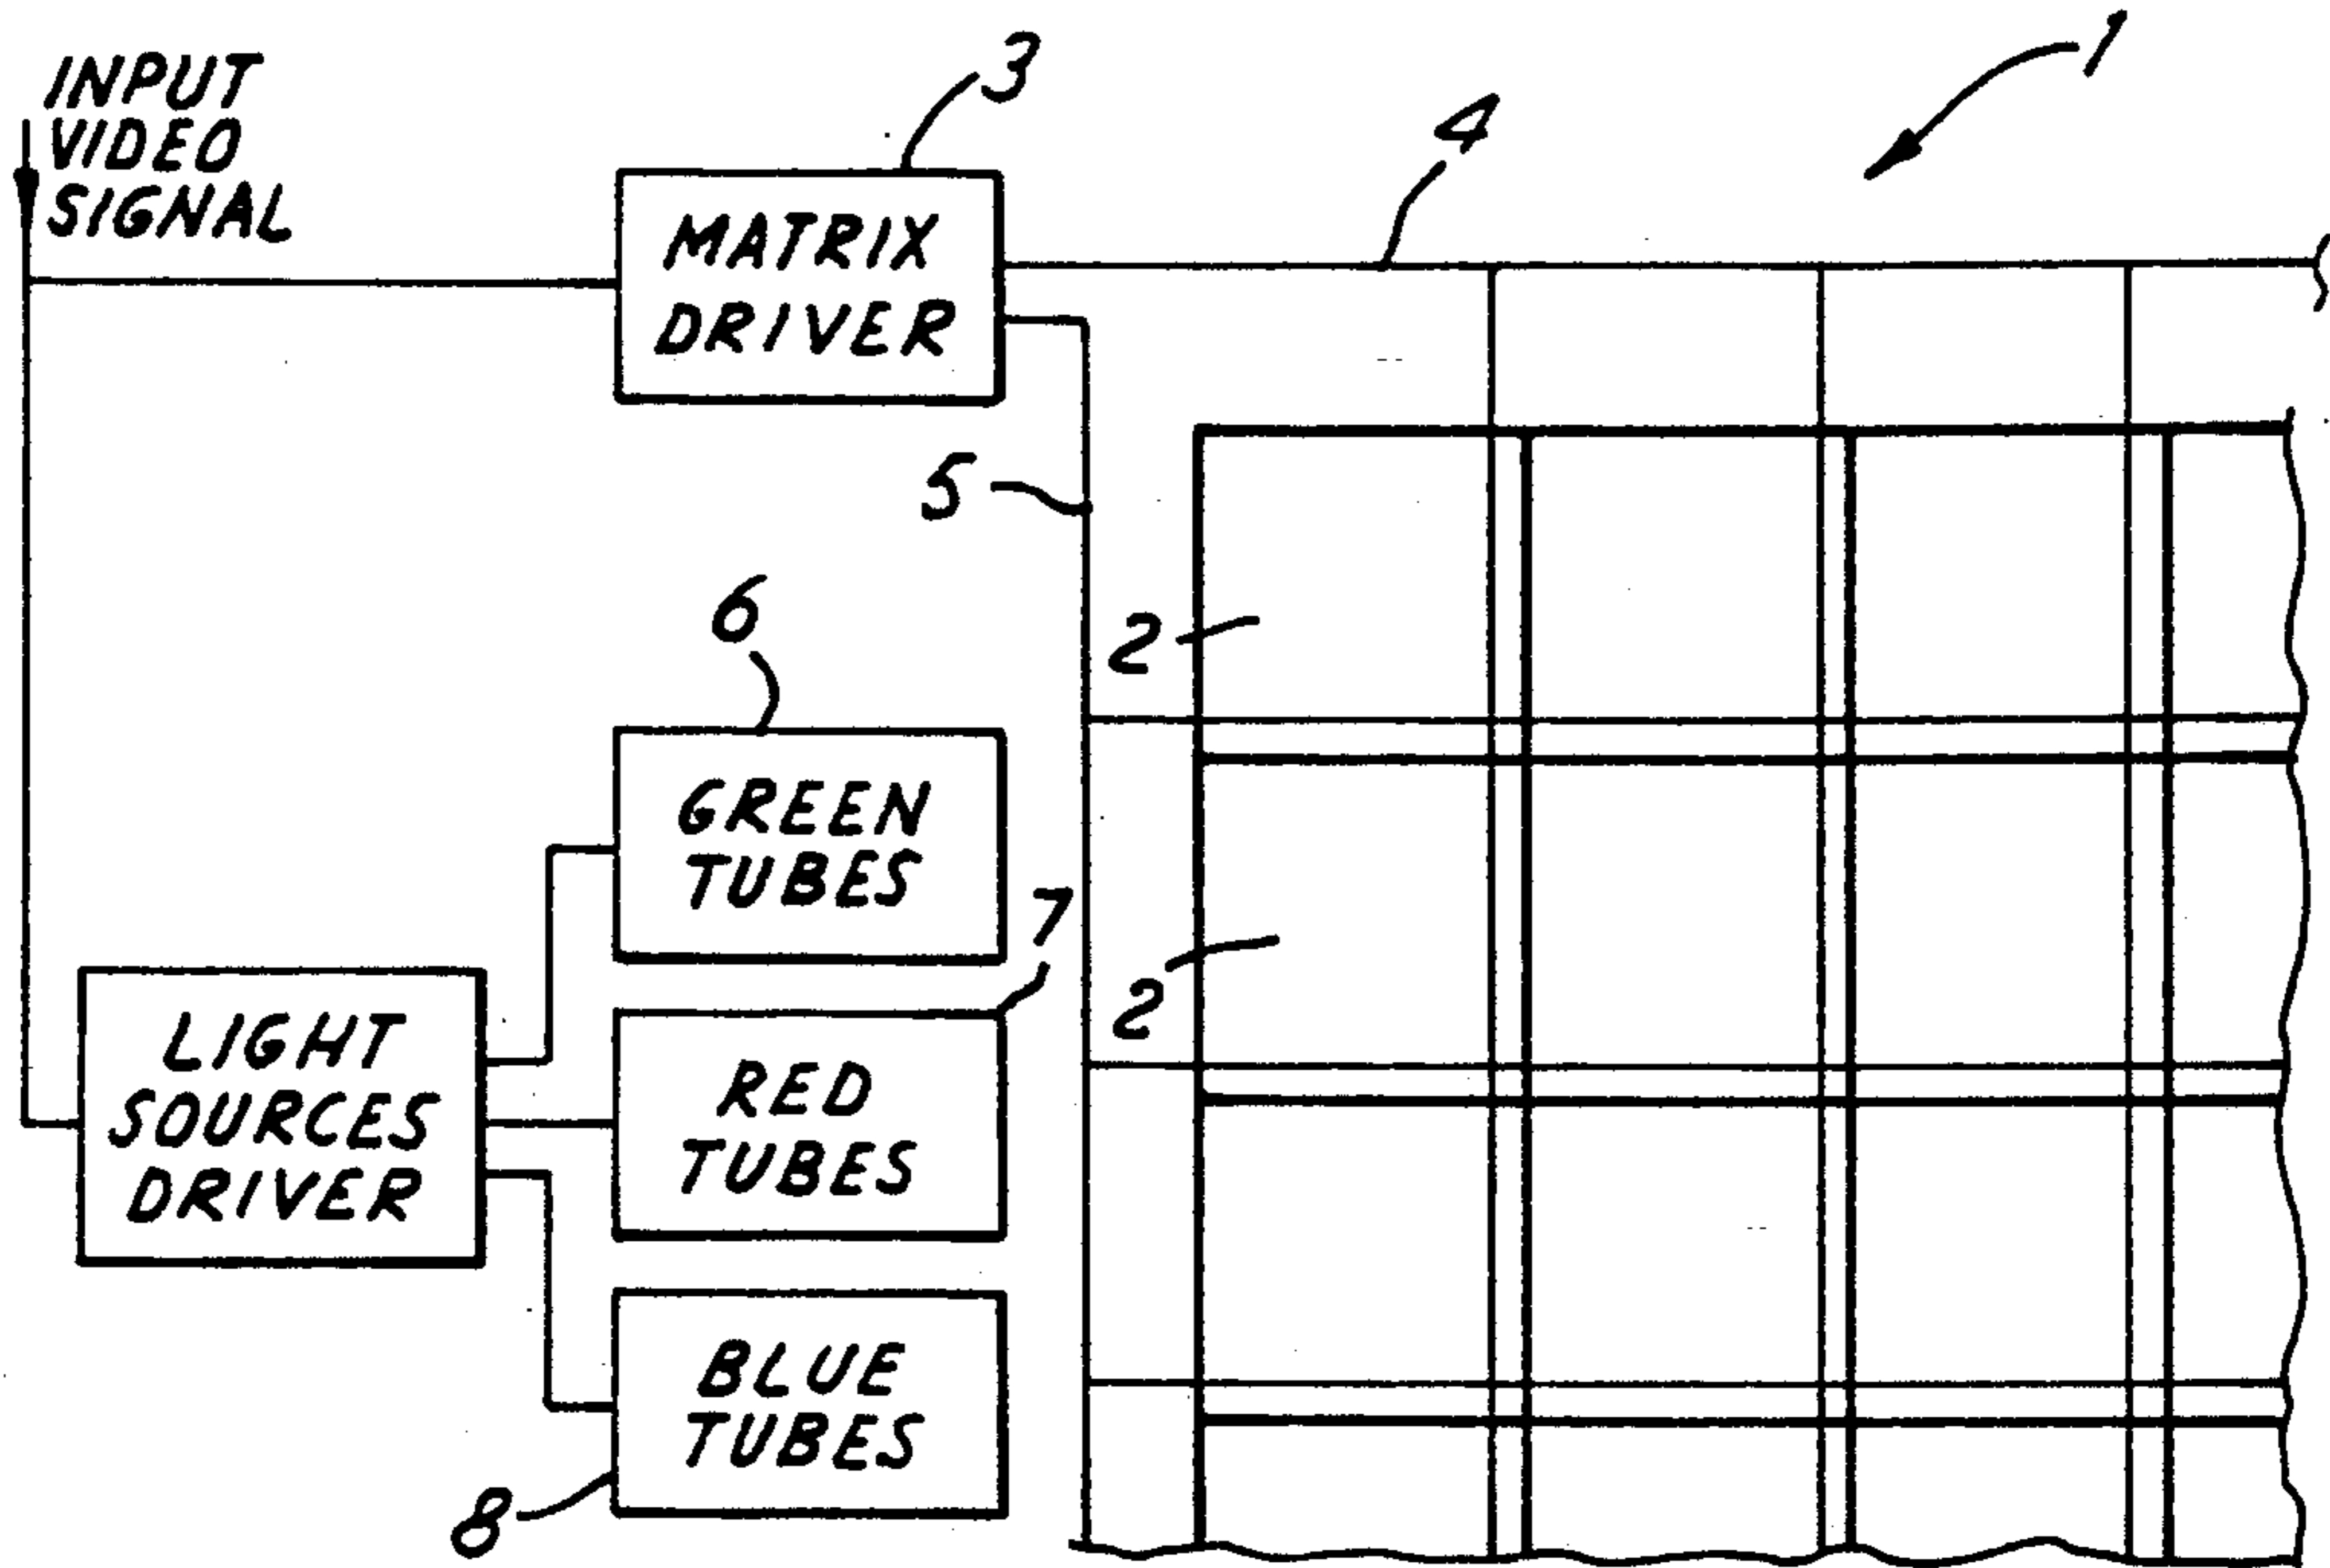 INPUT
VIDEO
SIGNAL
3
MATRIX
DRIVER
4
1
5
2
6
GREEN
TUBES
7
2
LIGHT
SOURCES
DRIVER
RED
TUBES
BLUE
TUBES
8